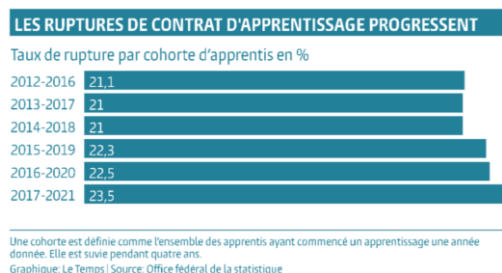 LES RUPTURES DE CONTRAT D'APPRENTISSAGE PROGRESSENT
Taux de rupture par cohorte d'apprentis en %
2012-2016 21,1
2013-2017 21
2014-2018 21
2015-2019 22,3
2016-2020 22,5
2017-2021 23,5
Une cohorte est définie comme l'ensemble des apprentis ayant commencé un apprentissage une année
donnée. Elle est suivie pendant quatre ans.
Graphique: Le Temps | Source: Office fédéral de la statistique